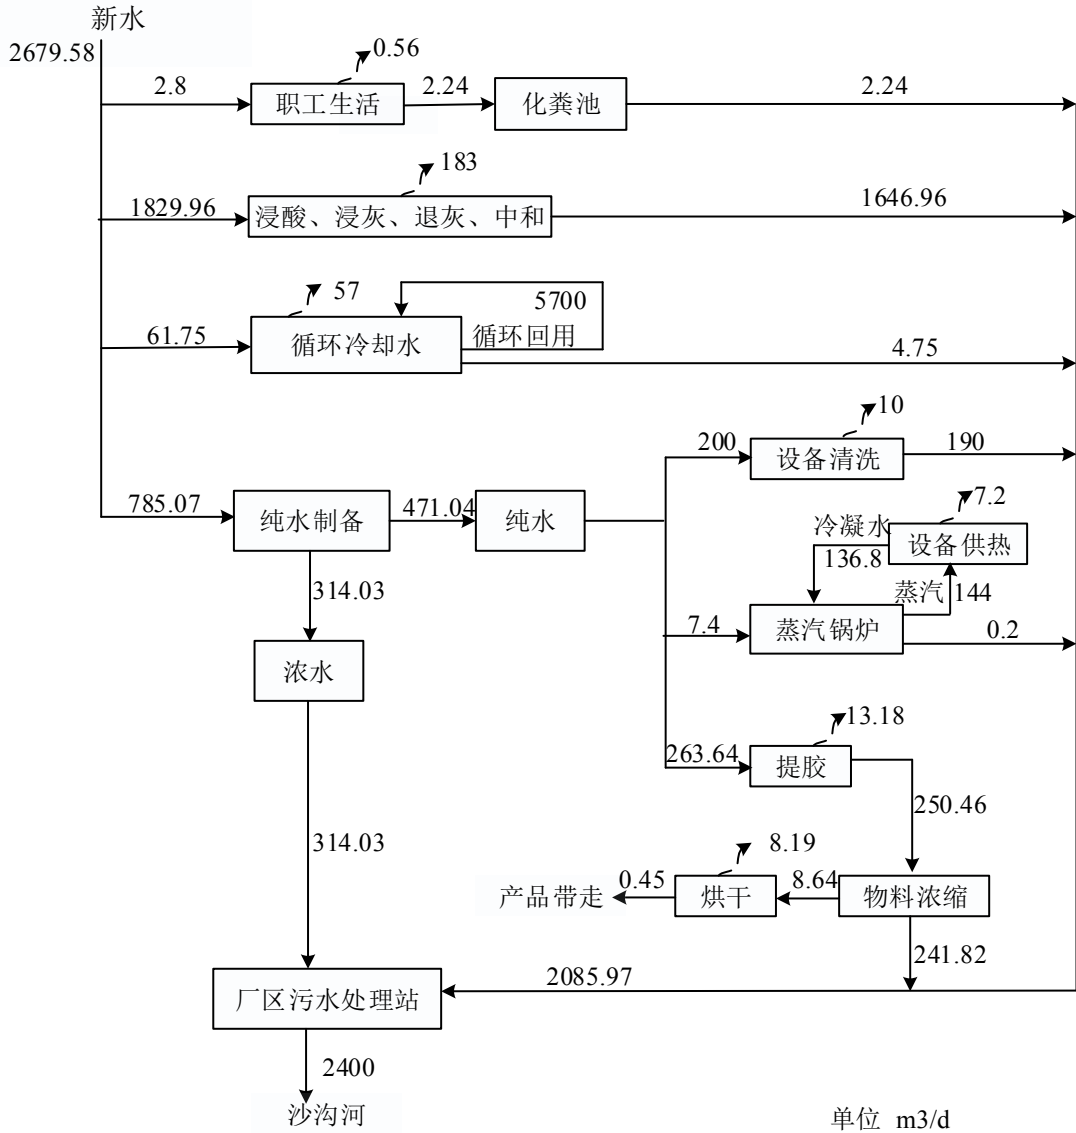 新水
2679.58
0.56
2.8
职工生活
2.24
化粪池
2.24
183
1829.96
浸酸、浸灰、退灰、中和
1646.96
57
5700
61.75
循环冷却水
循环回用
4.75
10
200
设备清洗
190
785.07
纯水制备
471.04
纯水
7.2
冷凝水
136.8
设备供热
314.03
蒸汽
144
7.4
蒸汽锅炉
0.2
浓水
13.18
263.64
提胶
250.46
314.03
8.19
产品带走
0.45
烘干
8.64
物料浓缩
241.82
2085.97
厂区污水处理站
2400
沙沟河
单位 m3/d